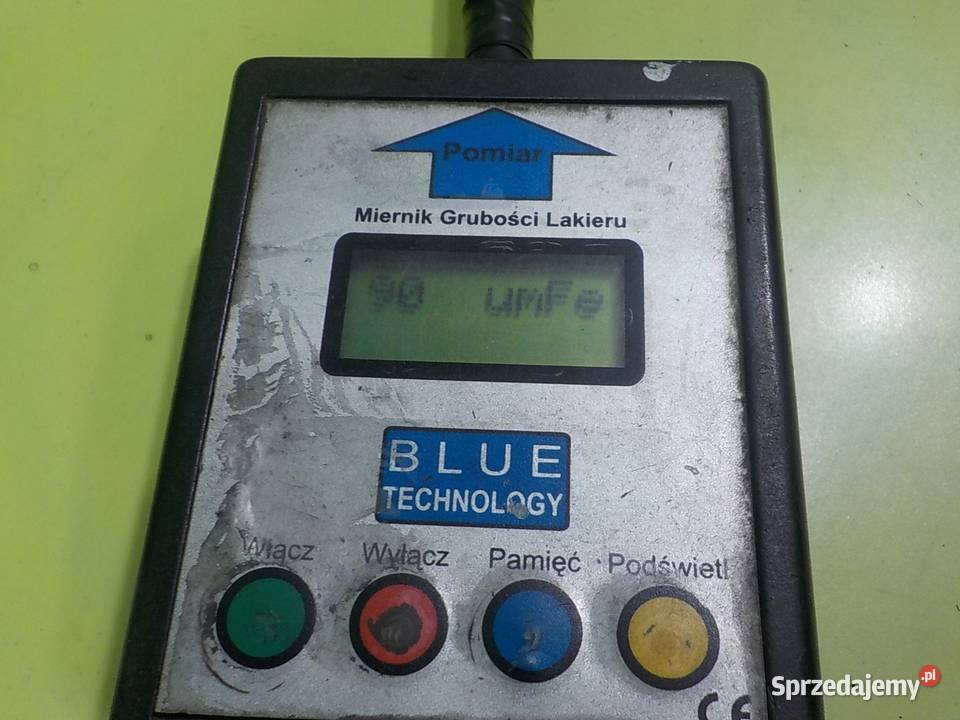 Pomiar
Miernik Grubości Lakieru
90 umFe
BLUE
TECHNOLOGY
Włącz Wyłącz Pamięć Podświetl
CE
Sprzedajemy.pl